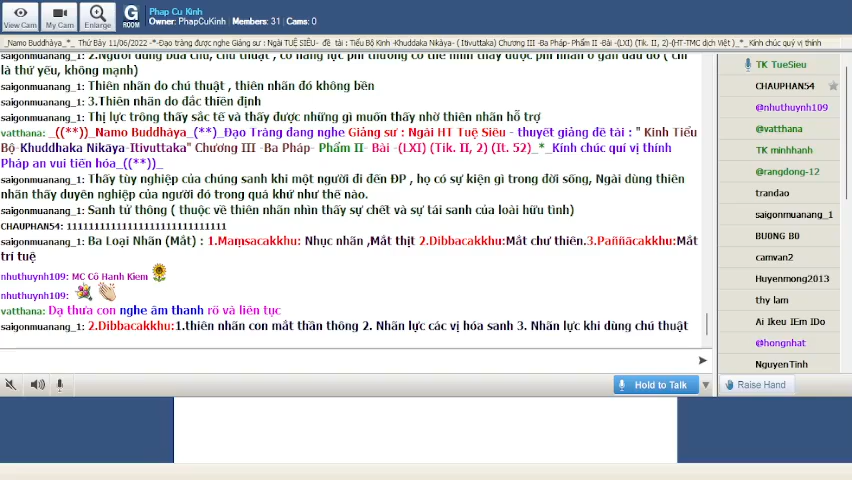 Phap Cu Kinh
Owner: PhapCuKinh Members: 31 Cams: 0
View Cam
My Cam
Enlarge
G ROOM
_Namo Buddhâya_*_ Thứ Bảy 11/06/2022 -*-Đạo tràng được nghe Giảng sư : Ngài TUỆ SIÊU- đề tài : Tiểu Bộ Kinh -Khuddaka Nikàya- ( Itivuttaka) Chương III -Ba Pháp- Phẩm II -Bài -(LXI) (Tik. II, 2)-(HT-TMC dịch Việt )_*_ Kính chúc quý vị thính
là thứ yếu, không mạnh)
saigonmuanang_1: Thiên nhãn do chú thuật , thiên nhãn đó không bền
saigonmuanang_1: 3.Thiên nhãn do đắc thiền định
saigonmuanang_1: Thị lực trông thấy sắc tế và thấy được những gì muốn thấy nhờ thiên nhãn hỗ trợ
vatthana: _((**))_Namo Buddhâya_(**)_Đạo Tràng đang nghe Giảng sư : Ngài HT Tuệ Siêu - thuyết giảng đề tài : " Kinh Tiểu
Bộ-Khuddhaka Nikāya-Itivuttaka" Chương III -Ba Pháp- Phẩm II- Bài -(LXI) (Tik. II, 2) (It. 52)_*_Kính chúc quí vị thính
Pháp an vui tiến hóa_((**))_
saigonmuanang_1: Thấy tùy nghiệp của chúng sanh khi một người đi đến ĐP , họ có sự kiện gì trong đời sống, Ngài dùng thiên
nhãn thấy duyên nghiệp của người đó trong quá khứ như thế nào.
saigonmuanang_1: Sanh tử thông ( thuộc về thiên nhãn nhìn thấy sự chết và sự tái sanh của loài hữu tình)
CHAUPHAN54: 11111111111111111111111111111
saigonmuanang_1: Ba Loại Nhãn (Mắt) : 1.Maṃsacakkhu: Nhục nhãn ,Mắt thịt 2.Dibbacakkhu:Mắt chư thiên.3.Paññācakkhu:Mắt
trí tuệ
nhuthuynh109: MC Cô Hanh Kiem
nhuthuynh109:
vatthana: Dạ thưa con nghe âm thanh rõ và liên tục
saigonmuanang_1: 2.Dibbacakkhu:1.thiên nhãn con mắt thần thông 2. Nhãn lực các vị hóa sanh 3. Nhãn lực khi dùng chú thuật
Hold to Talk
TK TueSieu
CHAUPHAN54
@nhuthuynh109
@vatthana
TK minhhanh
@rangdong-12
trandao
saigonmuanang_1
BU0NG B0
camvan2
Huyenmong2013
thy lam
Ai Ikeu IEm IDo
@hongnhat
NguyenTinh
Raise Hand